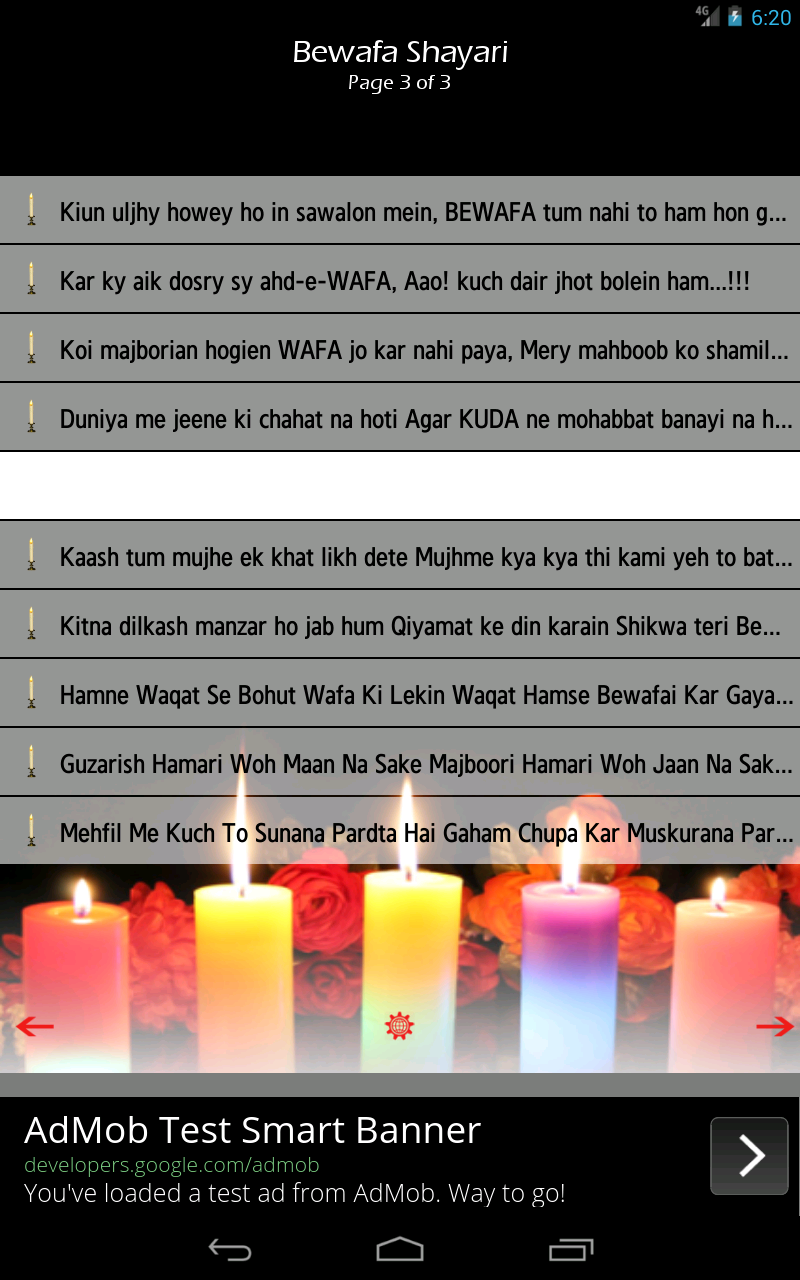 4G
6:20
Bewafa Shayari
Page 3 of 3
Kiun uljhy howey ho in sawalon mein, BEWAFA tum nahi to ham hon g...
Kar ky aik dosry sy ahd-e-WAFA, Aao! kuch dair jhot bolein ham...!!!
Koi majborian hogien WAFA jo kar nahi paya, Mery mahboob ko shamil...
Duniya me jeene ki chahat na hoti Agar KUDA ne mohabbat banayi na h...
Kaash tum mujhe ek khat likh dete Mujhme kya kya thi kami yeh to bat...
Kitna dilkash manzar ho jab hum Qiyamat ke din karain Shikwa teri Be...
Hamne Waqat Se Bohut Wafa Ki Lekin Waqat Hamse Bewafai Kar Gaya...
Guzarish Hamari Woh Maan Na Sake Majboori Hamari Woh Jaan Na Sak...
Mehfil Me Kuch To Sunana Pardta Hai Gaham Chupa Kar Muskurana Par...
AdMob Test Smart Banner
developers.google.com/admob
You've loaded a test ad from AdMob. Way to go!